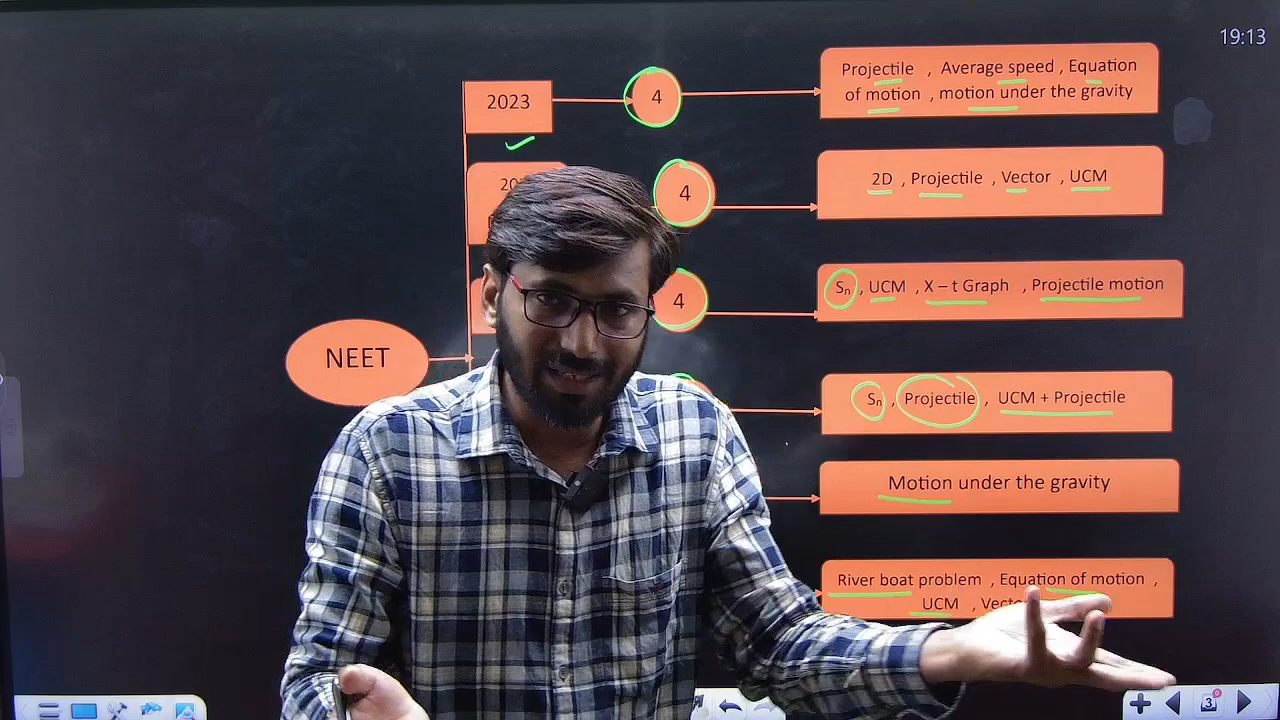 19:13
2023
4
Projectile , Average speed , Equation
of motion , motion under the gravity
4
2D , Projectile , Vector , UCM
4
Sₙ , UCM , X – t Graph , Projectile motion
NEET
Sₙ , Projectile , UCM + Projectile
Motion under the gravity
River boat problem , Equation of motion ,
UCM ,
3